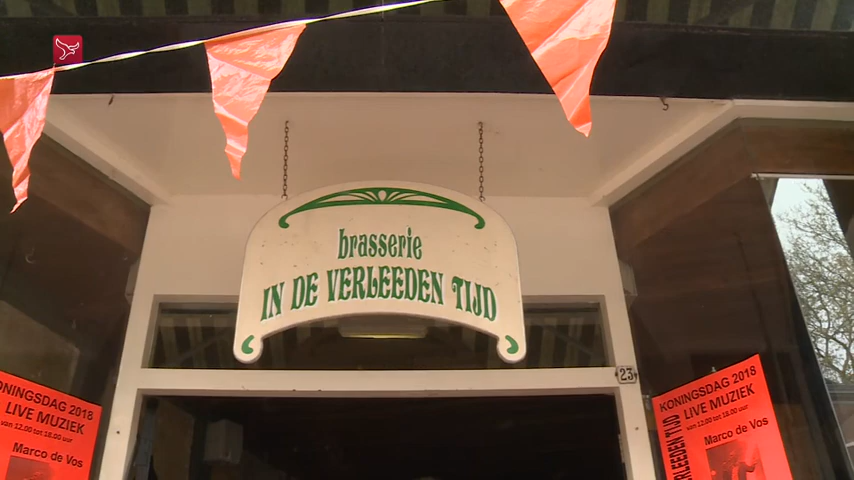 brasserie
IN DE VERLEEDEN TIJD
23
KONINGSDAG 2018
LIVE MUZIEK
van 12.00 tot 18.00 uur
Marco de Vos
KONINGSDAG 2018
LIVE MUZIEK
van 12.00 tot 18.00 uur
Marco de Vos
VERLEEDEN TIJD